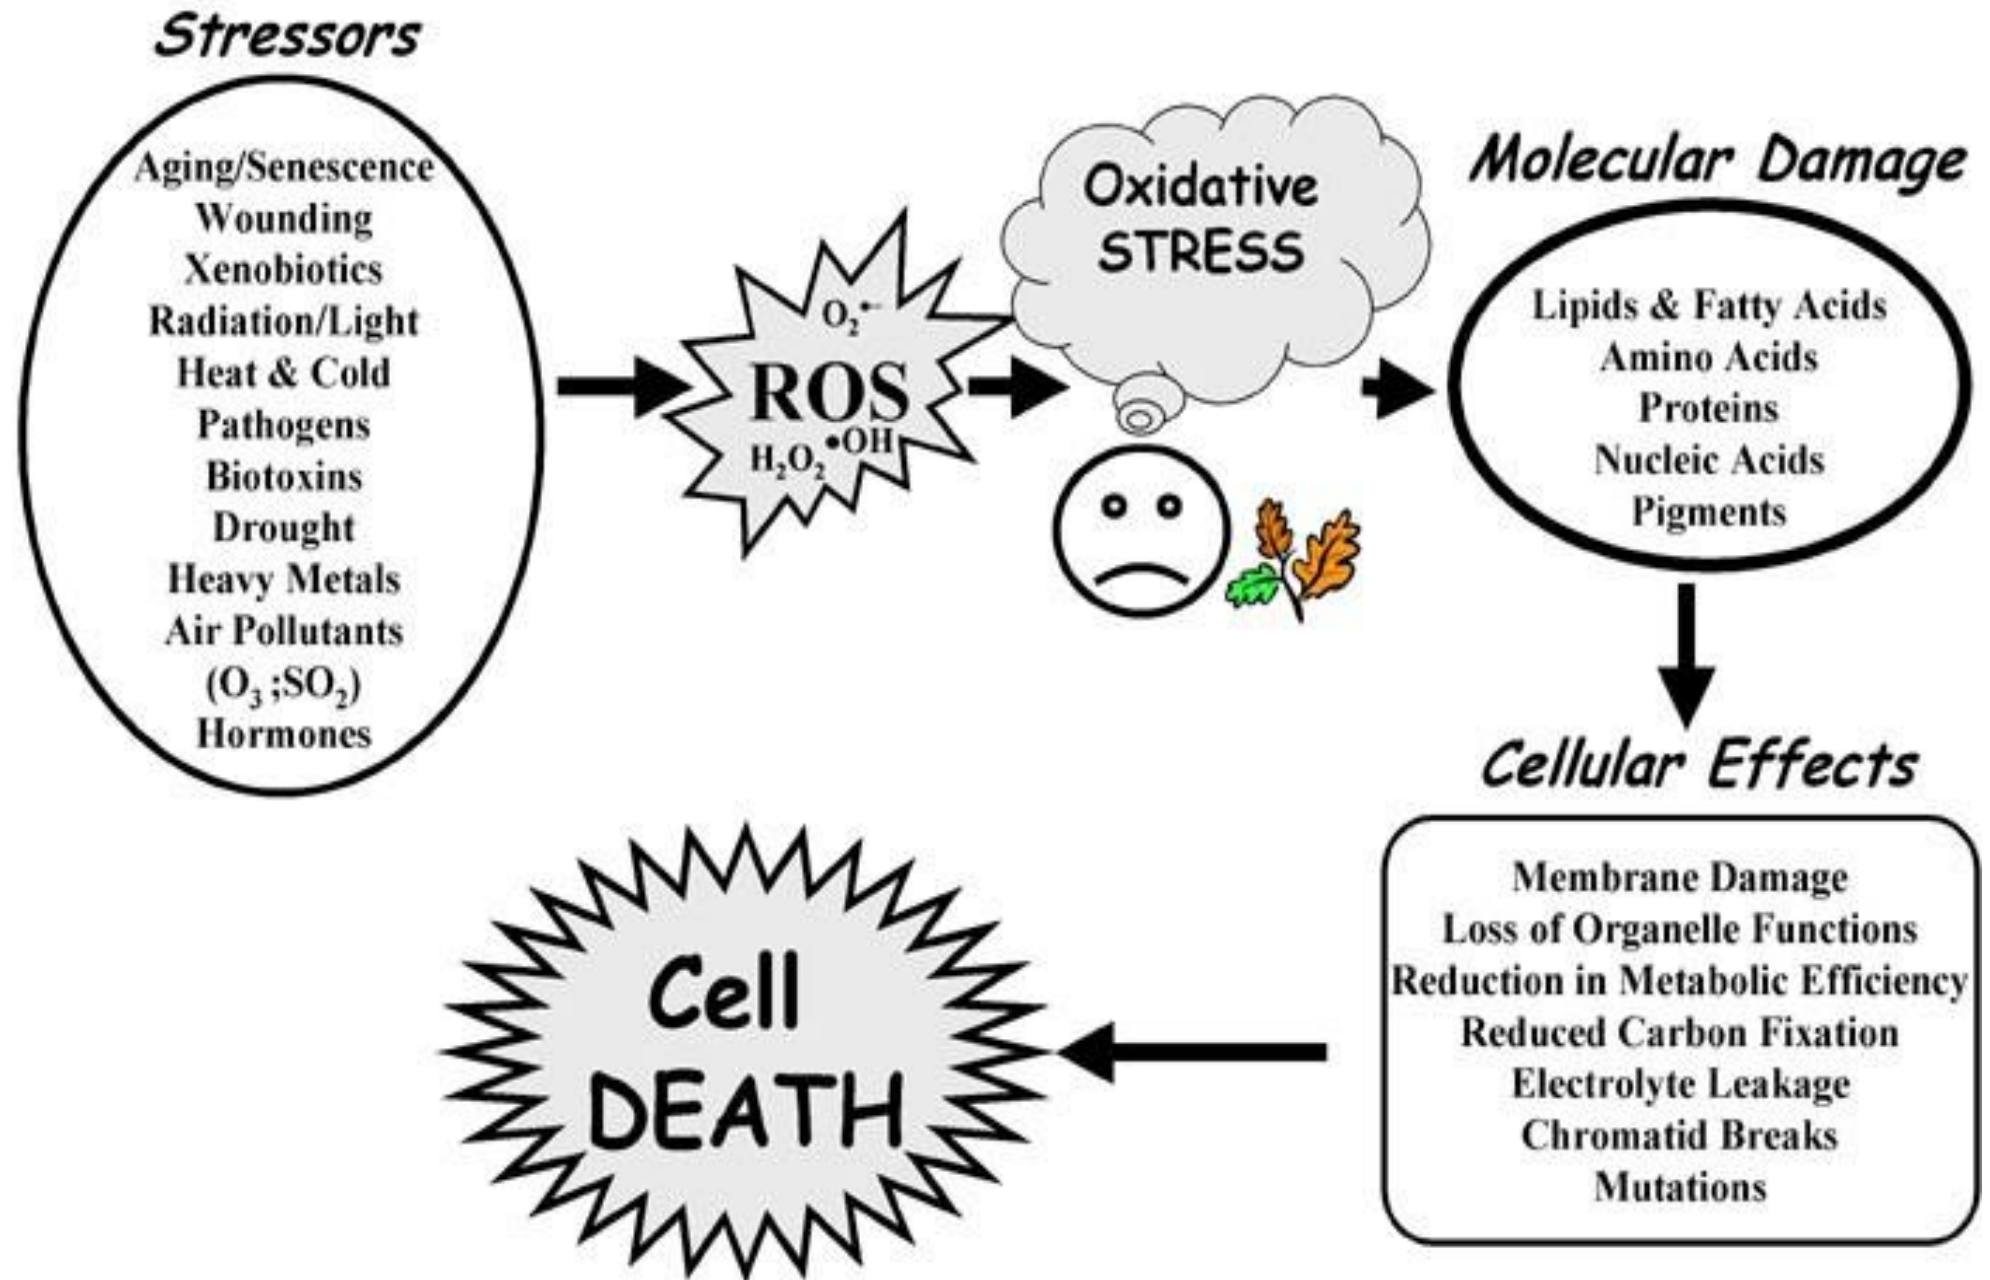 Stressors
Aging/Senescence
Wounding
Xenobiotics
Radiation/Light
Heat & Cold
Pathogens
Biotoxins
Drought
Heavy Metals
Air Pollutants
(O₃ ;SO₂)
Hormones
O₂•−
ROS
H₂O₂ •OH
Oxidative
STRESS
Molecular Damage
Lipids & Fatty Acids
Amino Acids
Proteins
Nucleic Acids
Pigments
Cellular Effects
Membrane Damage
Loss of Organelle Functions
Reduction in Metabolic Efficiency
Reduced Carbon Fixation
Electrolyte Leakage
Chromatid Breaks
Mutations
Cell
DEATH